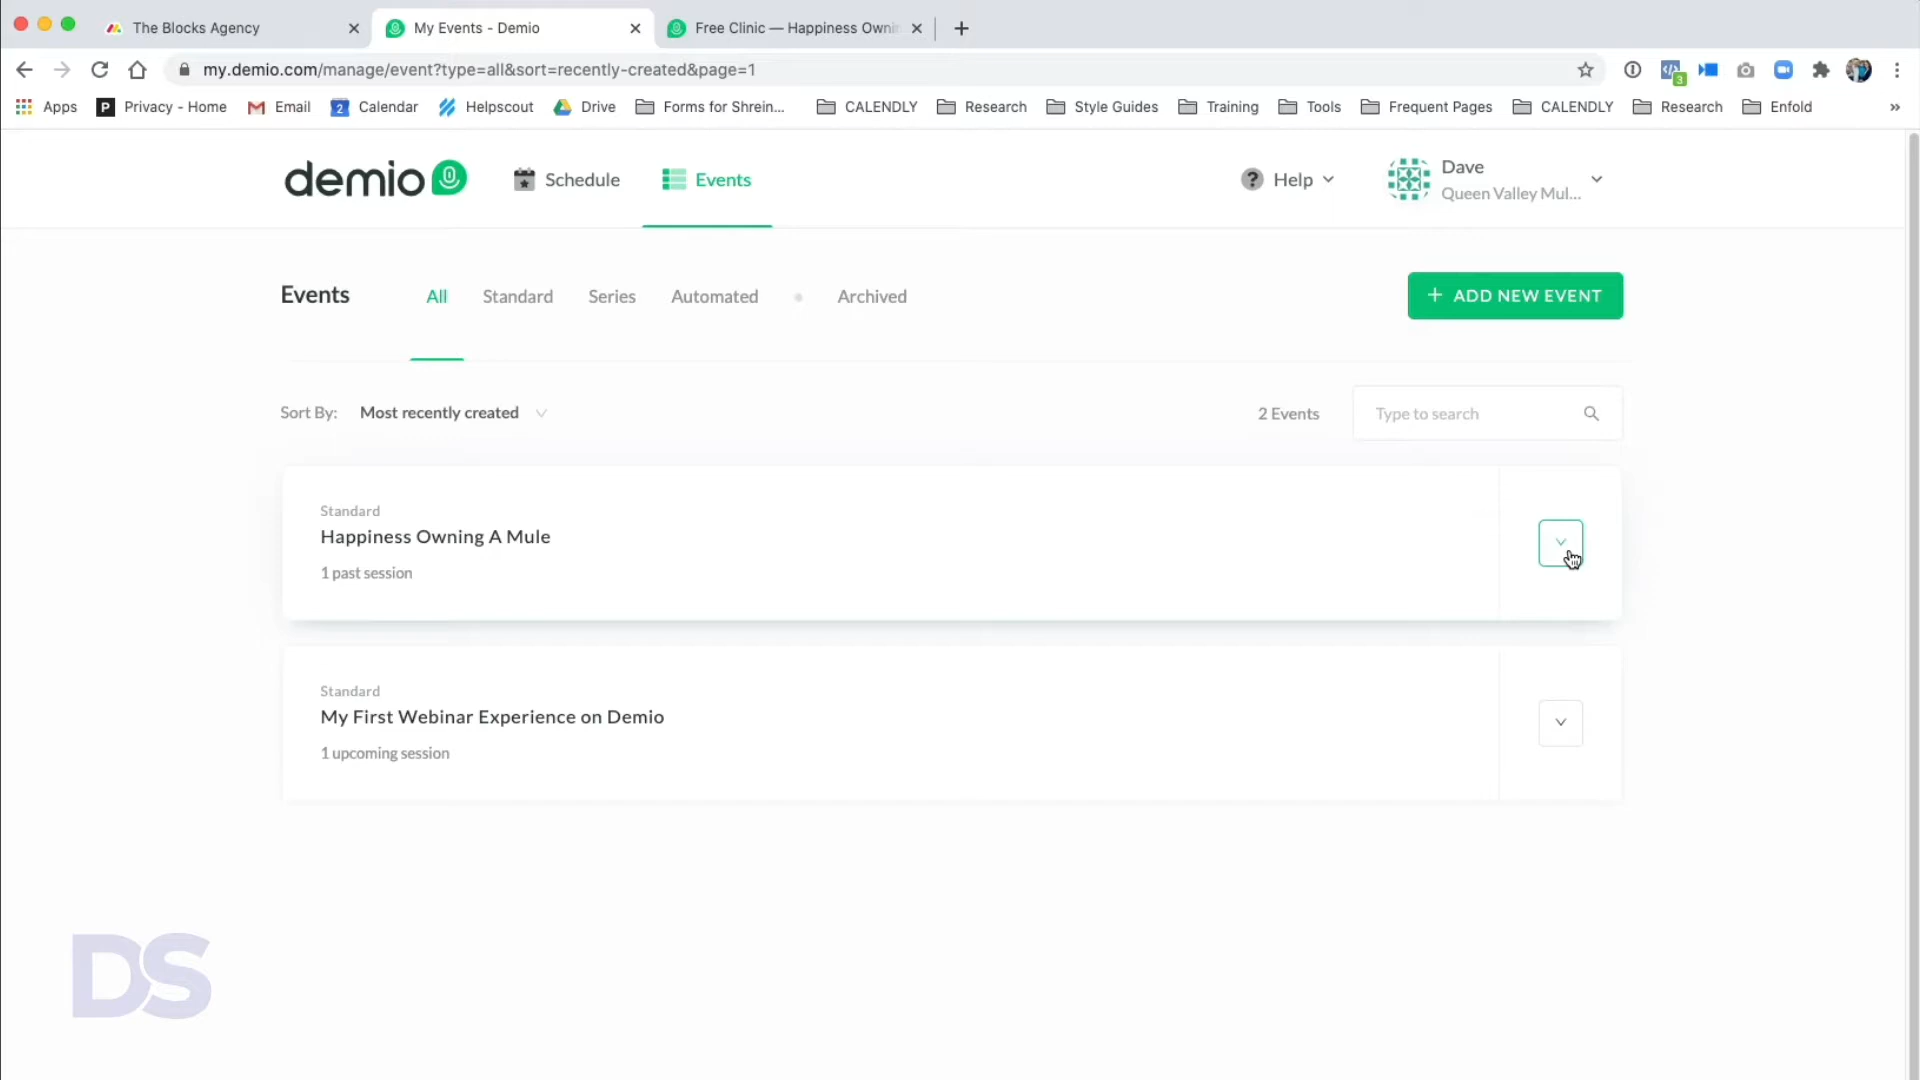 The Blocks Agency
My Events - Demio
Free Clinic — Happiness Owni
my.demio.com/manage/event?type=all&sort=recently-created&page=1
3
Apps
P
Privacy - Home
Email
2
Calendar
Helpscout
Drive
Forms for Shrein...
CALENDLY
Research
Style Guides
Training
Tools
Frequent Pages
CALENDLY
Research
Enfold
»
demio
Schedule
Events
? Help
Dave
Queen Valley Mul...
Events
All
Standard
Series
Automated
Archived
+ ADD NEW EVENT
Sort By: Most recently created
2 Events
Type to search
Standard
Happiness Owning A Mule
1 past session
Standard
My First Webinar Experience on Demio
1 upcoming session
DS